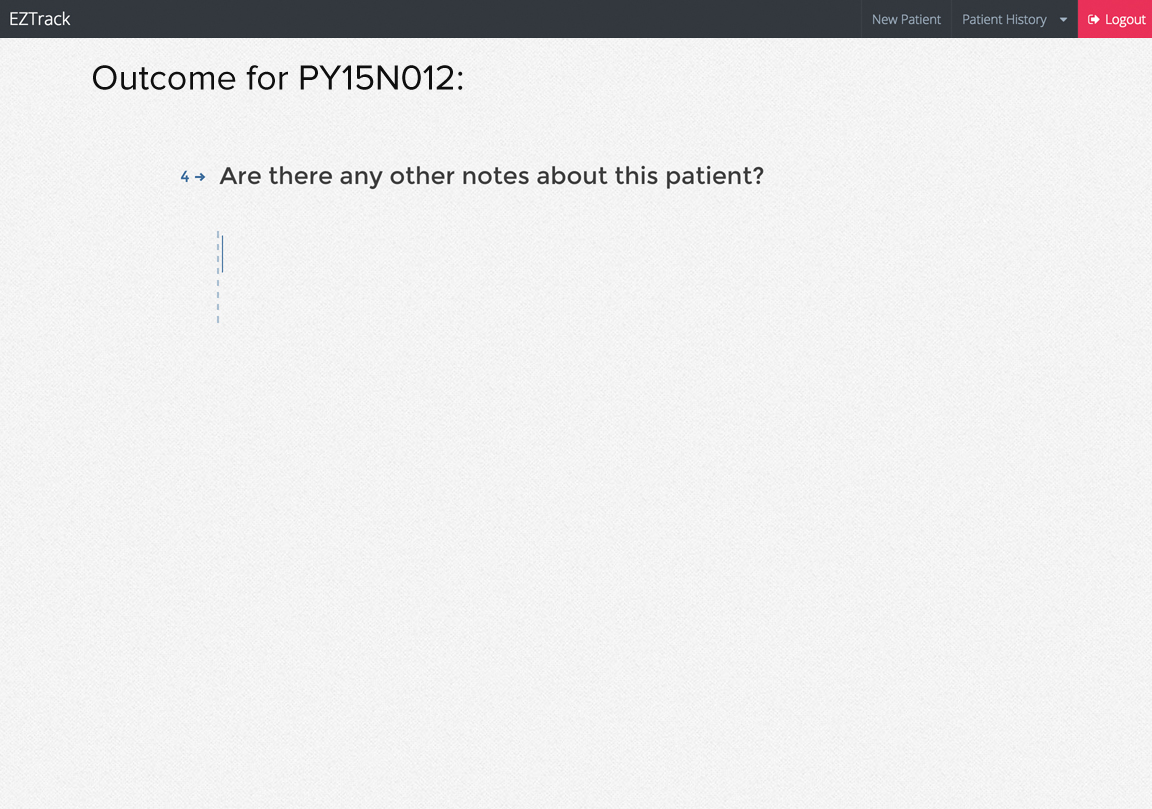 EZTrack New Patient Patient History Logout
Outcome for PY15N012:
4 → Are there any other notes about this patient?